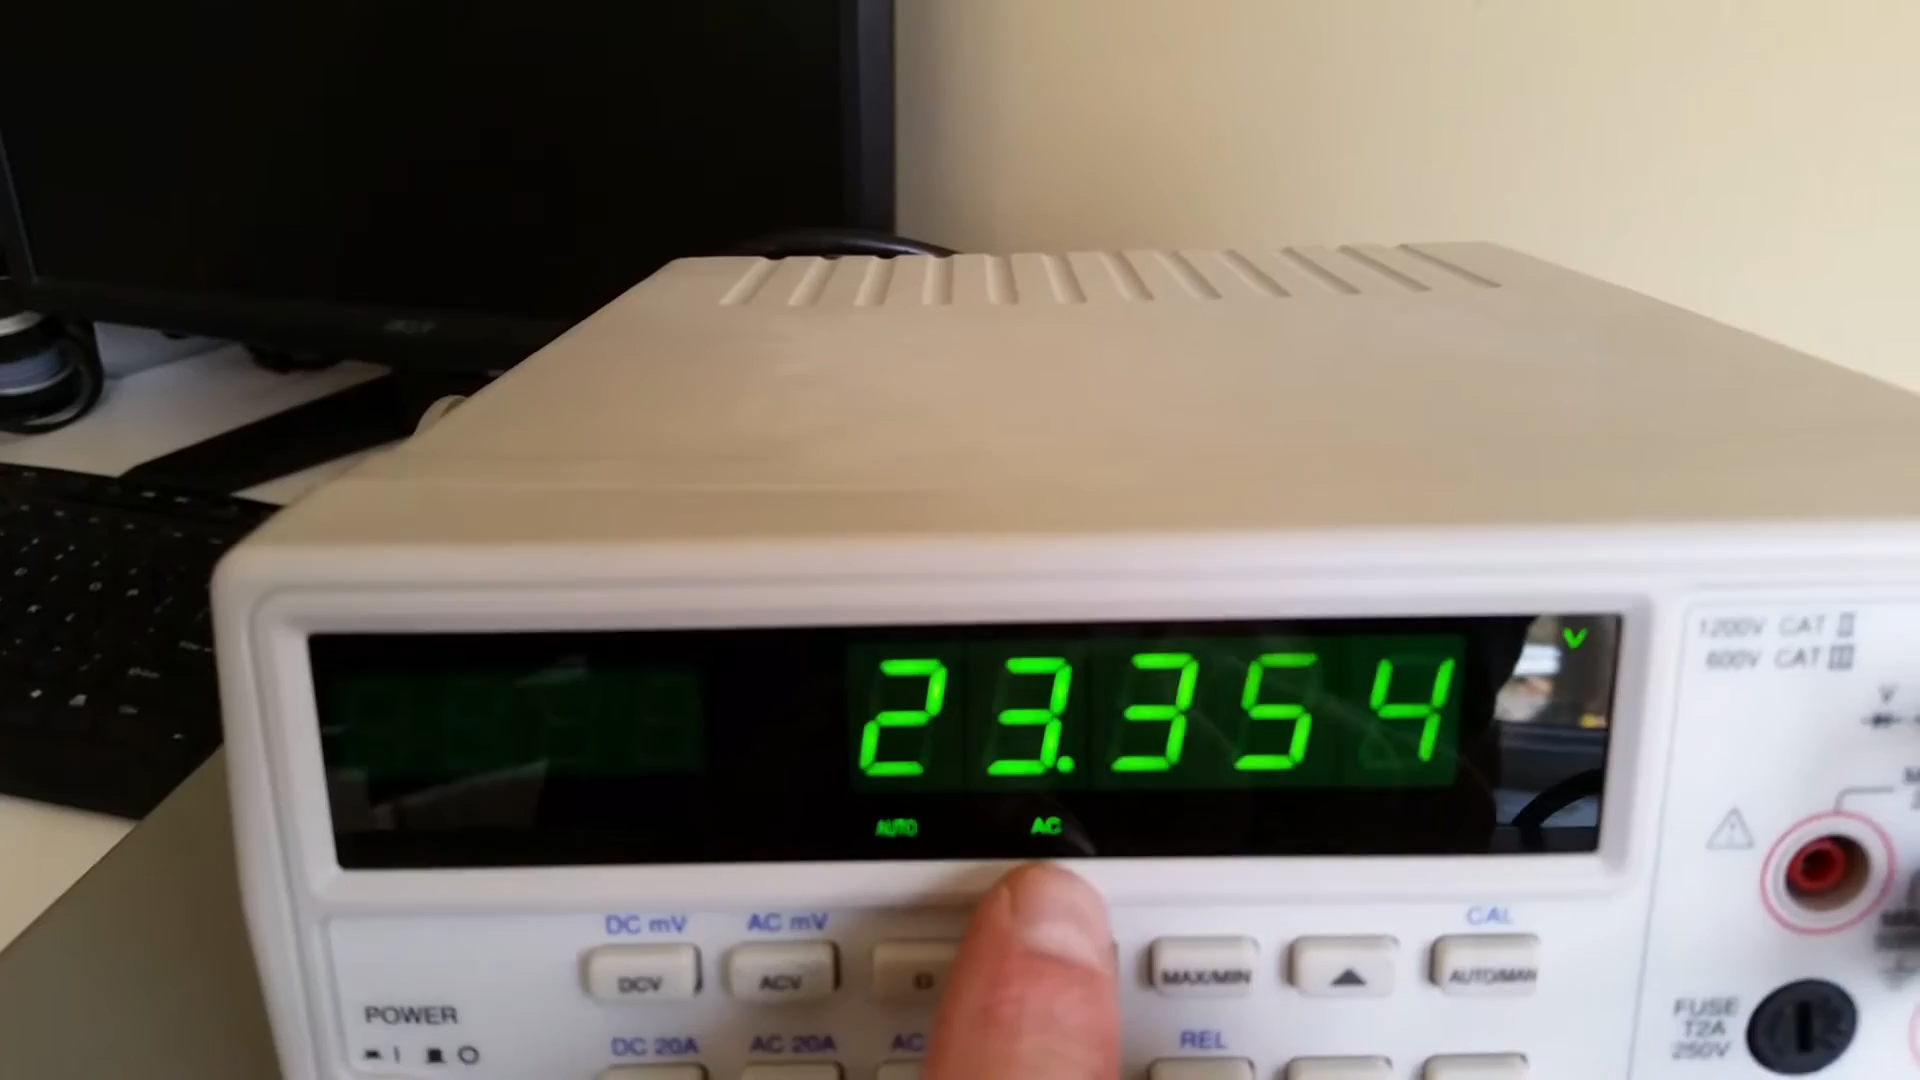 acer
V
23.354
AUTO AC
1200V CAT II
600V CAT III
V
DC mV AC mV CAL
DCV ACV Ω MAX/MIN ▲ AUTO/MAN
POWER
DC 20A AC 20A AC REL
FUSE
T2A
250V